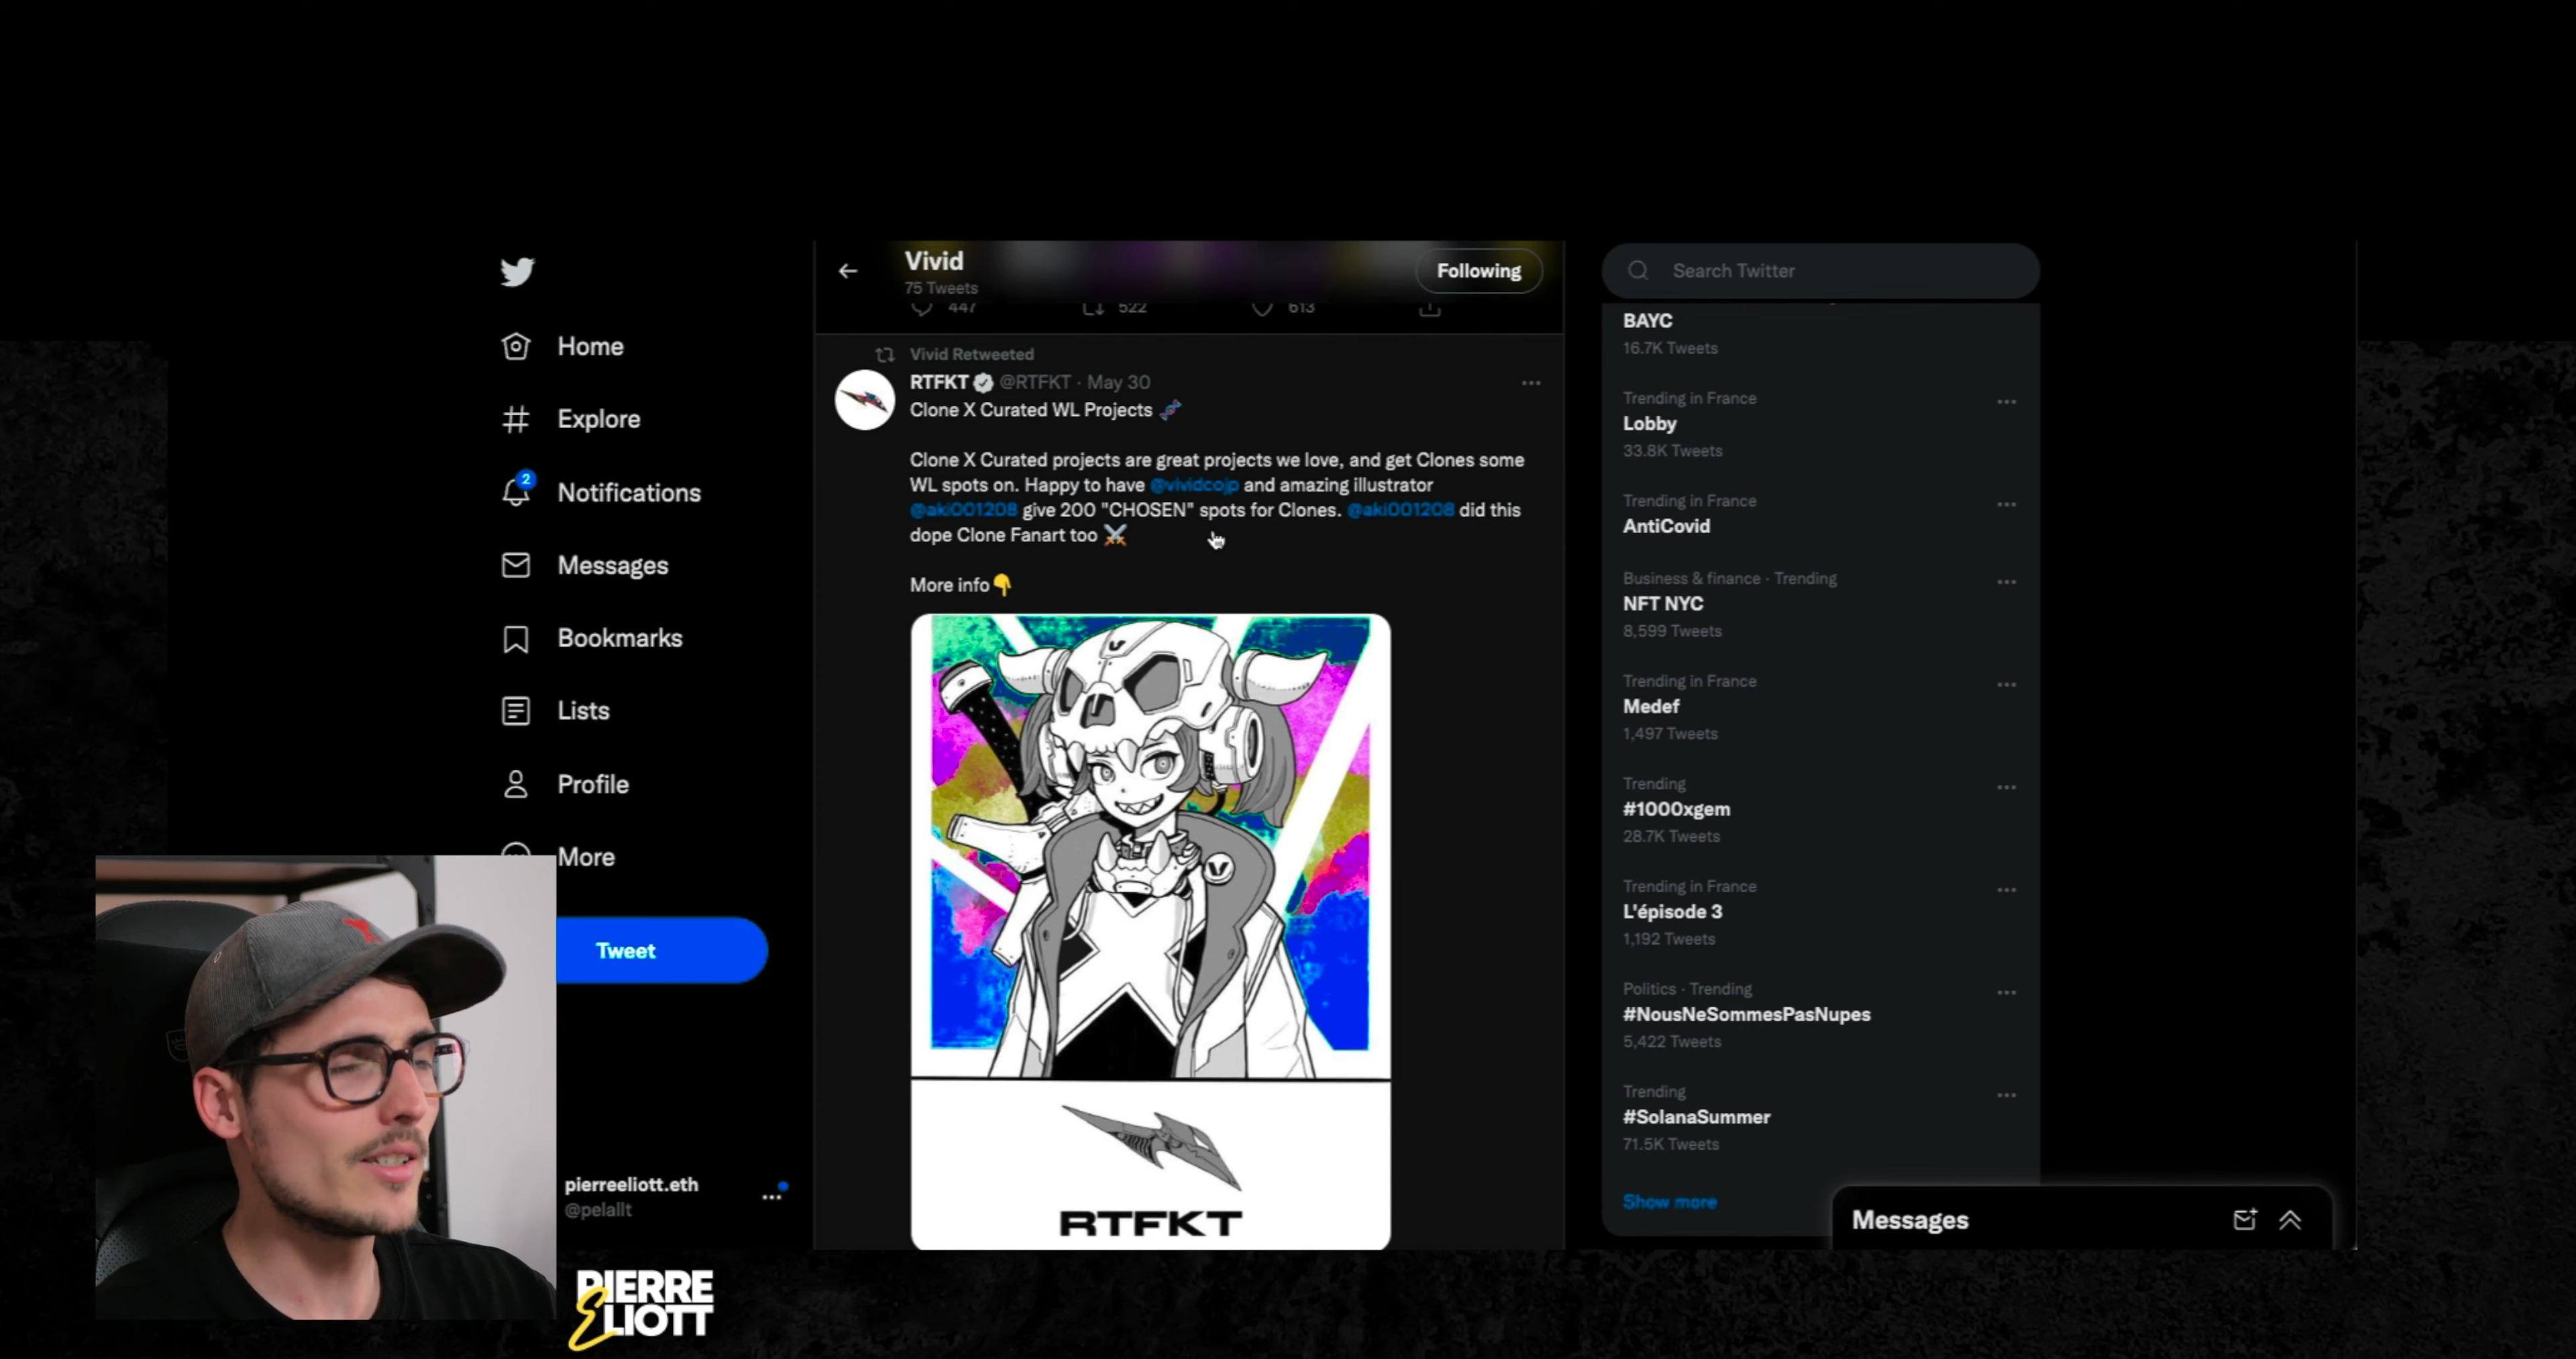 Home
Explore
2
Notifications
Messages
Bookmarks
Lists
Profile
More
Tweet
pierreeliott.eth
@pelallt
PIERRE
ELIOTT
Vivid
75 Tweets
Following
447
522
613
Vivid Retweeted
RTFKT @RTFKT · May 30
Clone X Curated WL Projects 🧬
Clone X Curated projects are great projects we love, and get Clones some
WL spots on. Happy to have @vividcojp and amazing illustrator
@aki001208 give 200 "CHOSEN" spots for Clones. @aki001208 did this
dope Clone Fanart too ⚔️
More info👇
V
V
RTFKT
Search Twitter
BAYC
16.7K Tweets
Trending in France
Lobby
33.8K Tweets
Trending in France
AntiCovid
Business & finance · Trending
NFT NYC
8,599 Tweets
Trending in France
Medef
1,497 Tweets
Trending
#1000xgem
28.7K Tweets
Trending in France
L'épisode 3
1,192 Tweets
Politics · Trending
#NousNeSommesPasNupes
5,422 Tweets
Trending
#SolanaSummer
71.5K Tweets
Show more
Messages